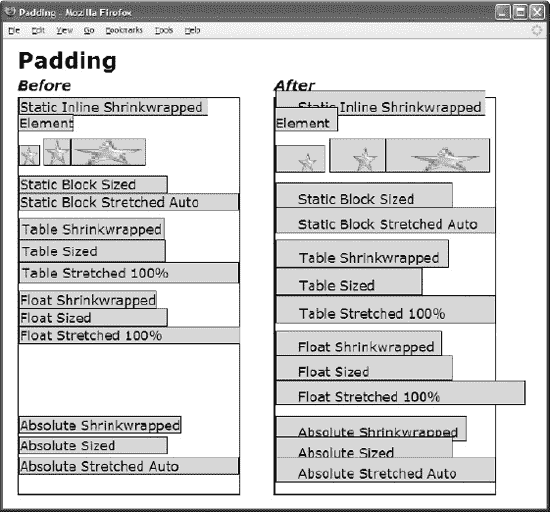 Padding - Mozilla Firefox
File Edit View Go Bookmarks Tools Help
Padding
Before
Static Inline Shrinkwrapped
Element
Static Block Sized
Static Block Stretched Auto
Table Shrinkwrapped
Table Sized
Table Stretched 100%
Float Shrinkwrapped
Float Sized
Float Stretched 100%
Absolute Shrinkwrapped
Absolute Sized
Absolute Stretched Auto
After
Static Inline Shrinkwrapped
Element
Static Block Sized
Static Block Stretched Auto
Table Shrinkwrapped
Table Sized
Table Stretched 100%
Float Shrinkwrapped
Float Sized
Float Stretched 100%
Absolute Shrinkwrapped
Absolute Sized
Absolute Stretched Auto